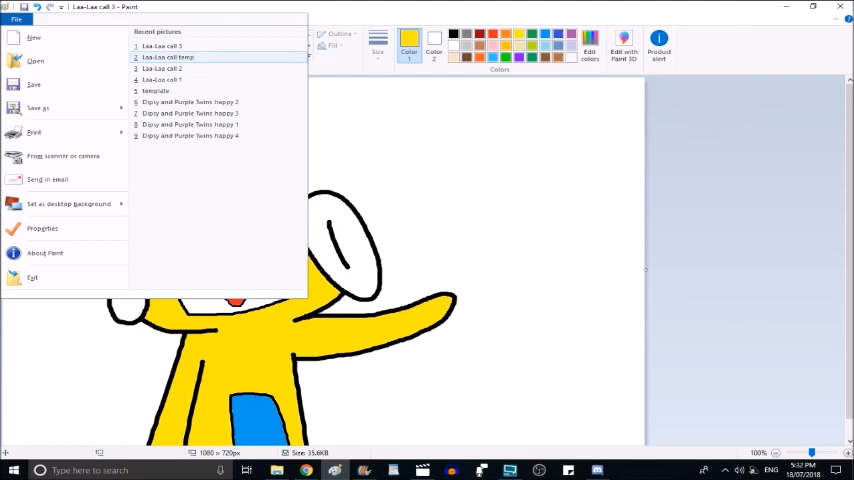 Laa-Laa call 3 - Paint
File
New
Open
Save
Save as
Print
From scanner or camera
Send in email
Set as desktop background
Properties
About Paint
Exit
Recent pictures
1 Laa-Laa call 3
2 Laa-Laa call temp
3 Laa-Laa call 2
4 Laa-Laa call 1
5 template
6 Dipsy and Purple Twins happy 2
7 Dipsy and Purple Twins happy 3
8 Dipsy and Purple Twins happy 1
9 Dipsy and Purple Twins happy 4
Outline
Fill
Size
Color 1
Color 2
Edit colors
Edit with Paint 3D
Product alert
Colors
1080 × 720px
Size: 35.6KB
100%
Type here to search
ENG
5:32 PM
18/07/2018